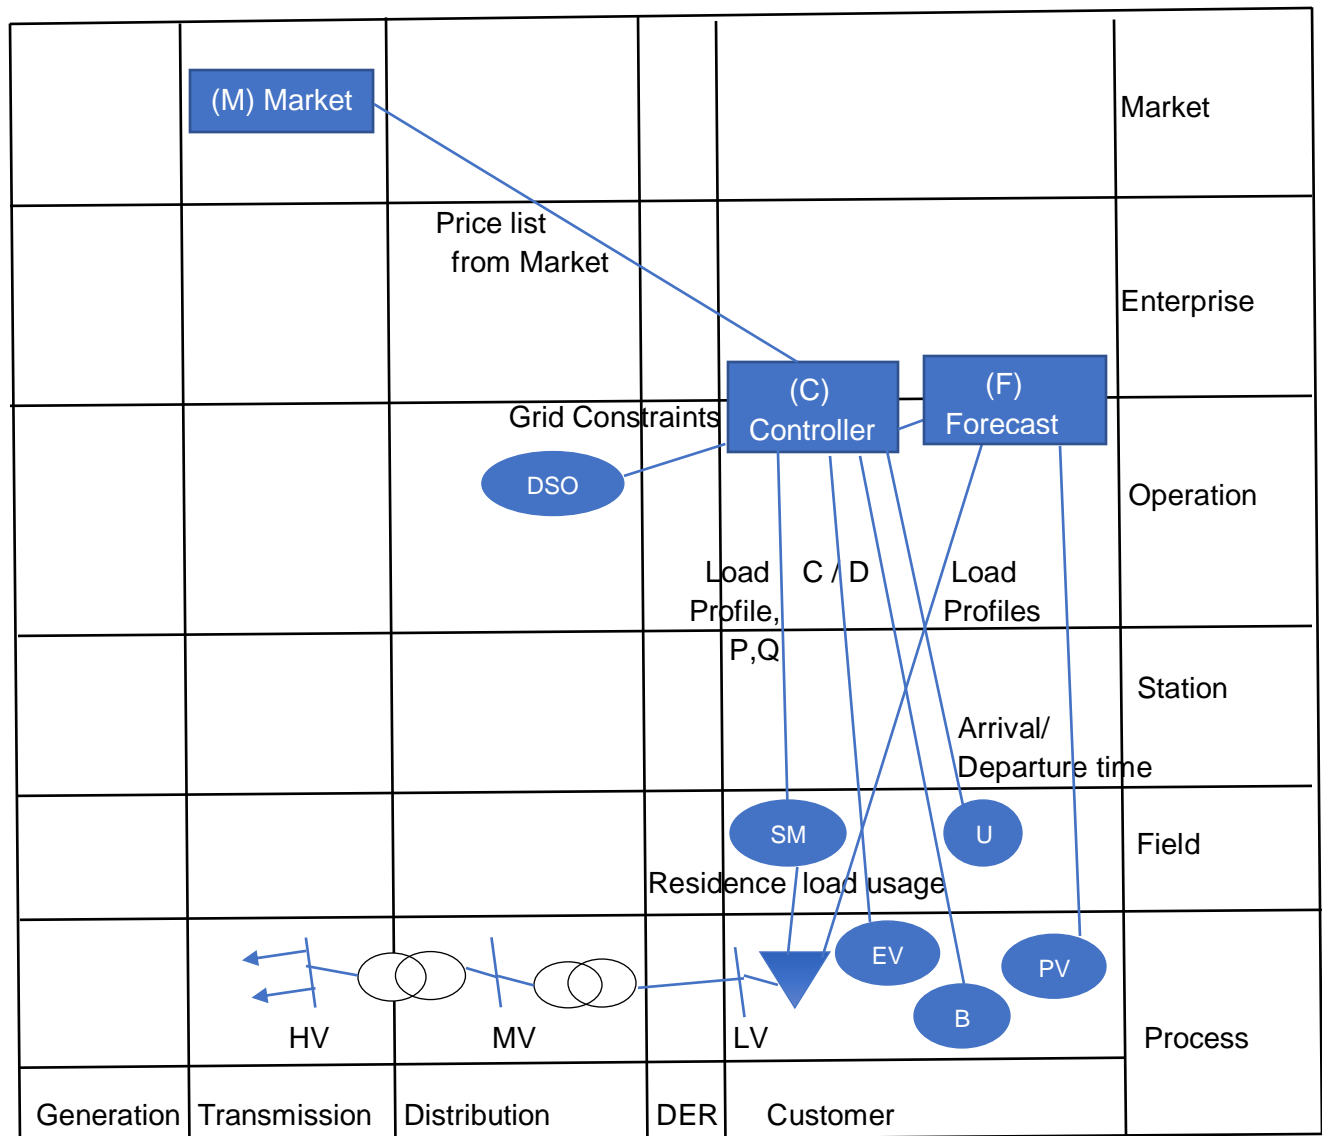 (M) Market
Market
Price list
from Market
Enterprise
(C)
Controller
(F)
Forecast
Grid Constraints
DSO
Operation
Load
Profile,
P,Q
C / D
Load
Profiles
Station
Arrival/
Departure time
SM
U
Field
Residence load usage
EV
PV
B
HV
MV
LV
Process
Generation
Transmission
Distribution
DER
Customer